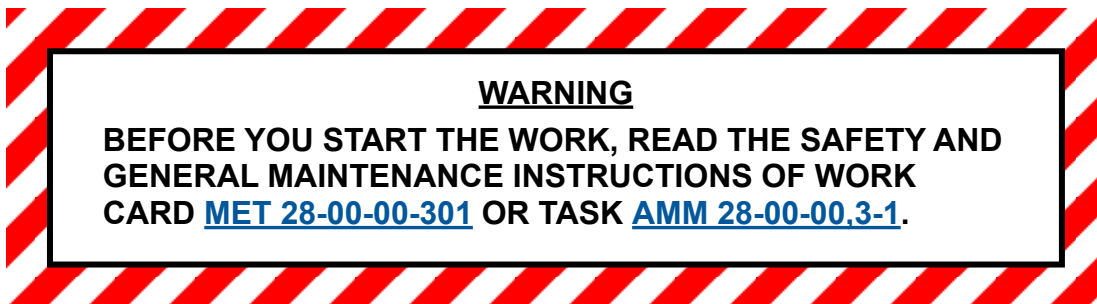 WARNING
BEFORE YOU START THE WORK, READ THE SAFETY AND
GENERAL MAINTENANCE INSTRUCTIONS OF WORK
CARD MET 28-00-00-301 OR TASK AMM 28-00-00,3-1.